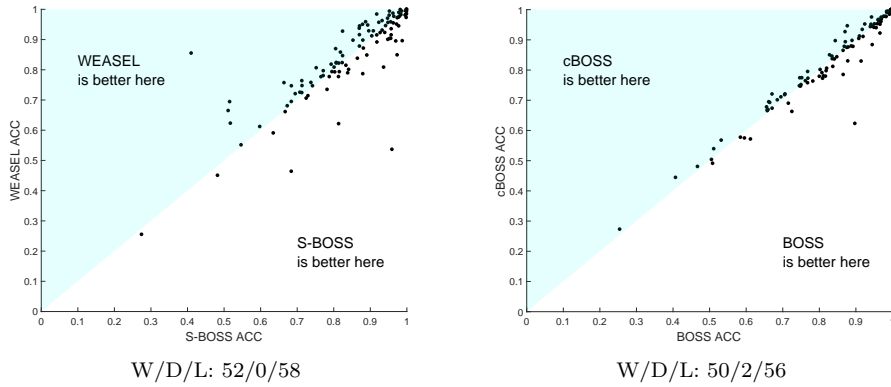 1
0.9
WEASEL
is better here
0.8
0.7
0.6
WEASEL ACC
0.5
0.4
0.3
S-BOSS
is better here
0.2
0.1
0
0 0.1 0.2 0.3 0.4 0.5 0.6 0.7 0.8 0.9 1
S-BOSS ACC
W/D/L: 52/0/58
1
0.9
cBOSS
is better here
0.8
0.7
0.6
cBOSS ACC
0.5
0.4
0.3
BOSS
is better here
0.2
0.1
0
0 0.1 0.2 0.3 0.4 0.5 0.6 0.7 0.8 0.9 1
BOSS ACC
W/D/L: 50/2/56